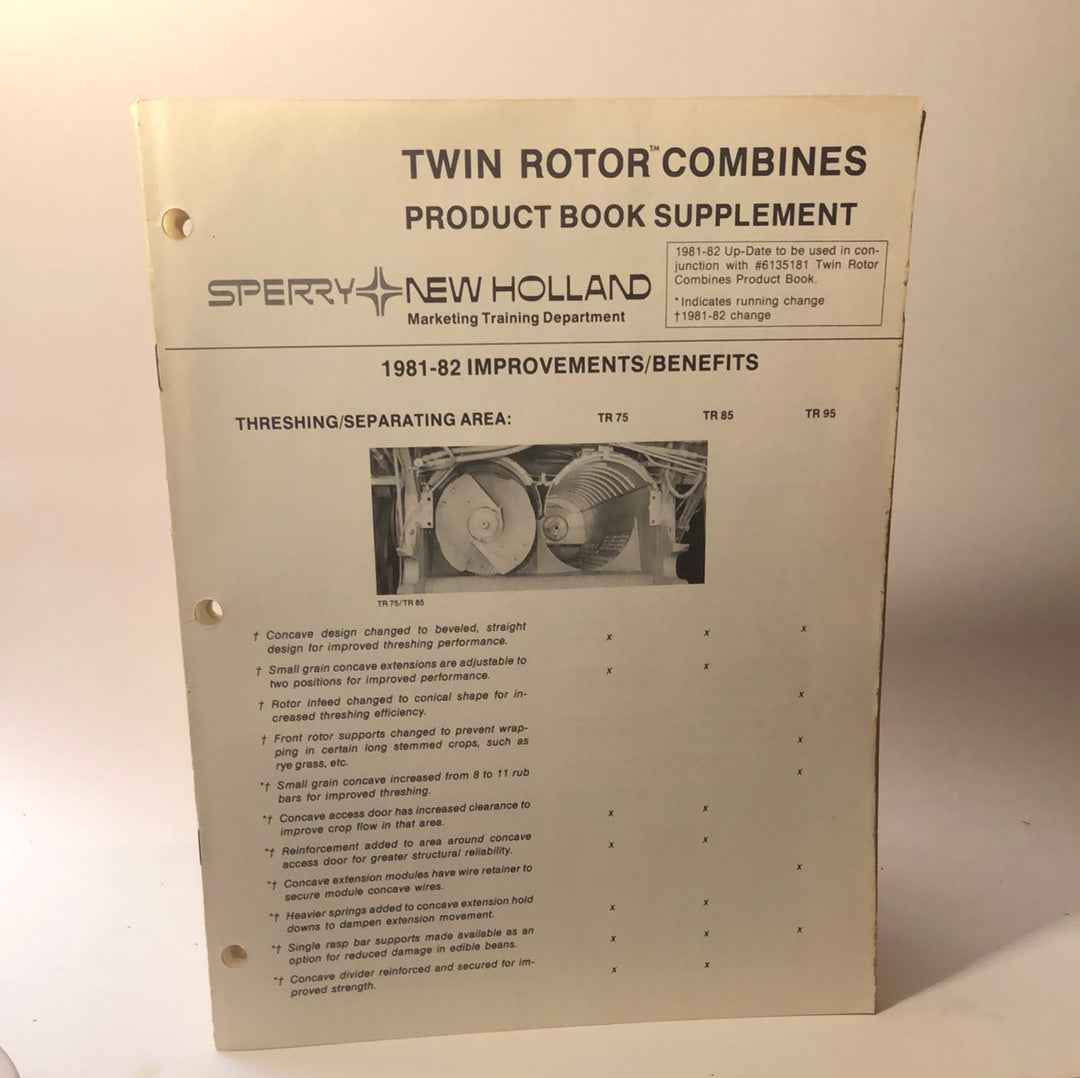 TWIN ROTOR™ COMBINES
PRODUCT BOOK SUPPLEMENT
SPERRY NEW HOLLAND
Marketing Training Department
1981-82 Up-Date to be used in con-
junction with #6135181 Twin Rotor
Combines Product Book.
*Indicates running change
†1981-82 change
1981-82 IMPROVEMENTS/BENEFITS
THRESHING/SEPARATING AREA: TR 75 TR 85 TR 95
TR 75/TR 85
† Concave design changed to beveled, straight
design for improved threshing performance. x x x
† Small grain concave extensions are adjustable to
two positions for improved performance. x x
† Rotor infeed changed to conical shape for in-
creased threshing efficiency. x
† Front rotor supports changed to prevent wrap-
ping in certain long stemmed crops, such as
rye grass, etc. x
*† Small grain concave increased from 8 to 11 rub
bars for improved threshing. x
*† Concave access door has increased clearance to
improve crop flow in that area. x x
*† Reinforcement added to area around concave
access door for greater structural reliability. x x
*† Concave extension modules have wire retainer to
secure module concave wires. x
*† Heavier springs added to concave extension hold
downs to dampen extension movement. x x
*† Single rasp bar supports made available as an
option for reduced damage in edible beans. x x x
*† Concave divider reinforced and secured for im-
proved strength. x x